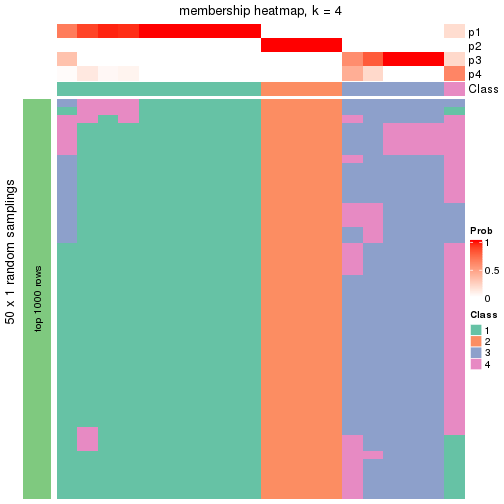 membership heatmap, k = 4
p1
p2
p3
p4
Class
50 x 1 random samplings
top 1000 rows
Prob
1
0.5
0
Class
1
2
3
4